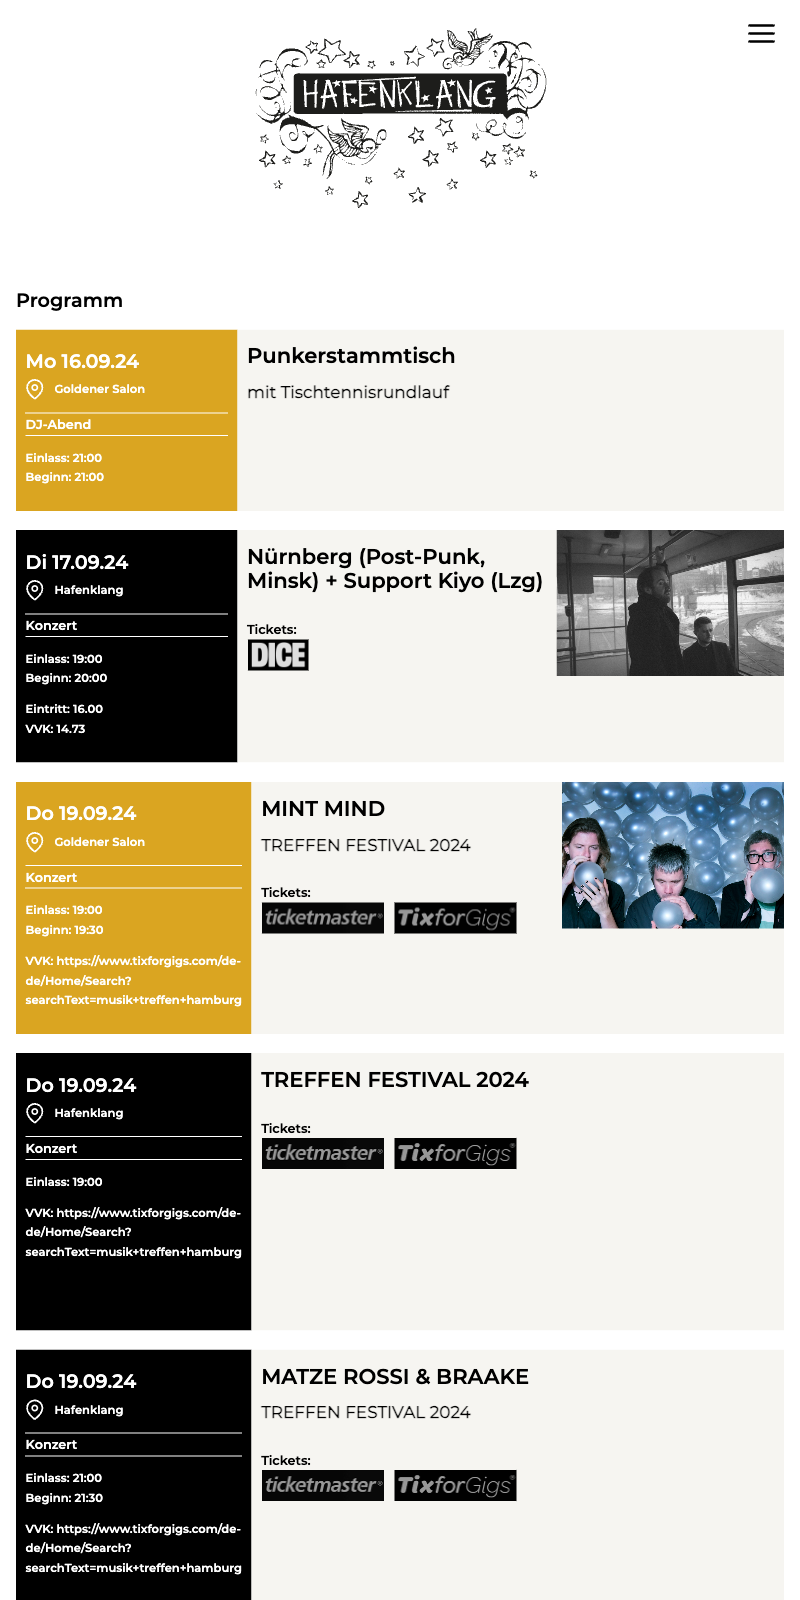 HAFENKLANG
Programm
Mo 16.09.24
Goldener Salon
DJ-Abend
Einlass: 21:00
Beginn: 21:00
Punkerstammtisch
mit Tischtennisrundlauf
Di 17.09.24
Hafenklang
Konzert
Einlass: 19:00
Beginn: 20:00
Eintritt: 16.00
VVK: 14.73
Nürnberg (Post-Punk,
Minsk) + Support Kiyo (Lzg)
Tickets:
DICE
Do 19.09.24
Goldener Salon
Konzert
Einlass: 19:00
Beginn: 19:30
VVK: https://www.tixforgigs.com/de-
de/Home/Search?
searchText=musik+treffen+hamburg
MINT MIND
TREFFEN FESTIVAL 2024
Tickets:
ticketmaster® TixforGigs®
Do 19.09.24
Hafenklang
Konzert
Einlass: 19:00
VVK: https://www.tixforgigs.com/de-
de/Home/Search?
searchText=musik+treffen+hamburg
TREFFEN FESTIVAL 2024
Tickets:
ticketmaster® TixforGigs®
Do 19.09.24
Hafenklang
Konzert
Einlass: 21:00
Beginn: 21:30
VVK: https://www.tixforgigs.com/de-
de/Home/Search?
searchText=musik+treffen+hamburg
MATZE ROSSI & BRAAKE
TREFFEN FESTIVAL 2024
Tickets:
ticketmaster® TixforGigs®